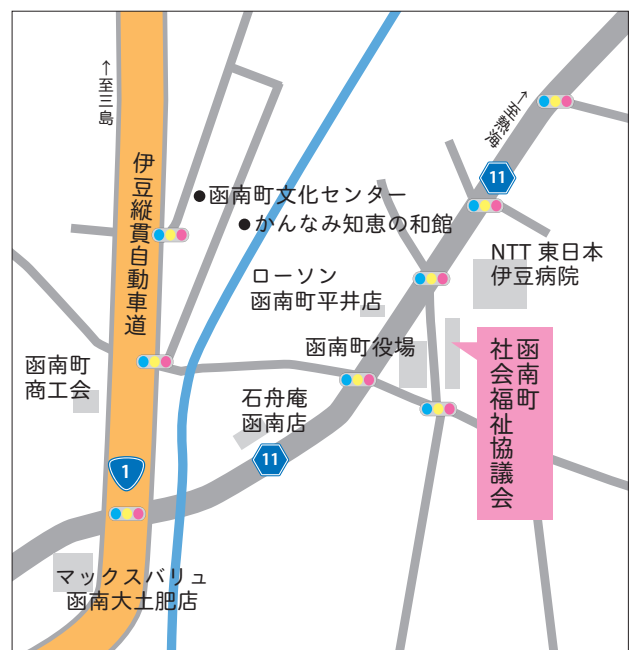 ↑至三島
↑至熱海
伊豆縦貫自動車道
11
●函南町文化センター
●かんなみ知恵の和館
NTT 東日本
伊豆病院
ローソン
函南町平井店
函南町役場
函南町
社会福祉協議会
函南町
商工会
石舟庵
函南店
11
1
マックスバリュ
函南大土肥店